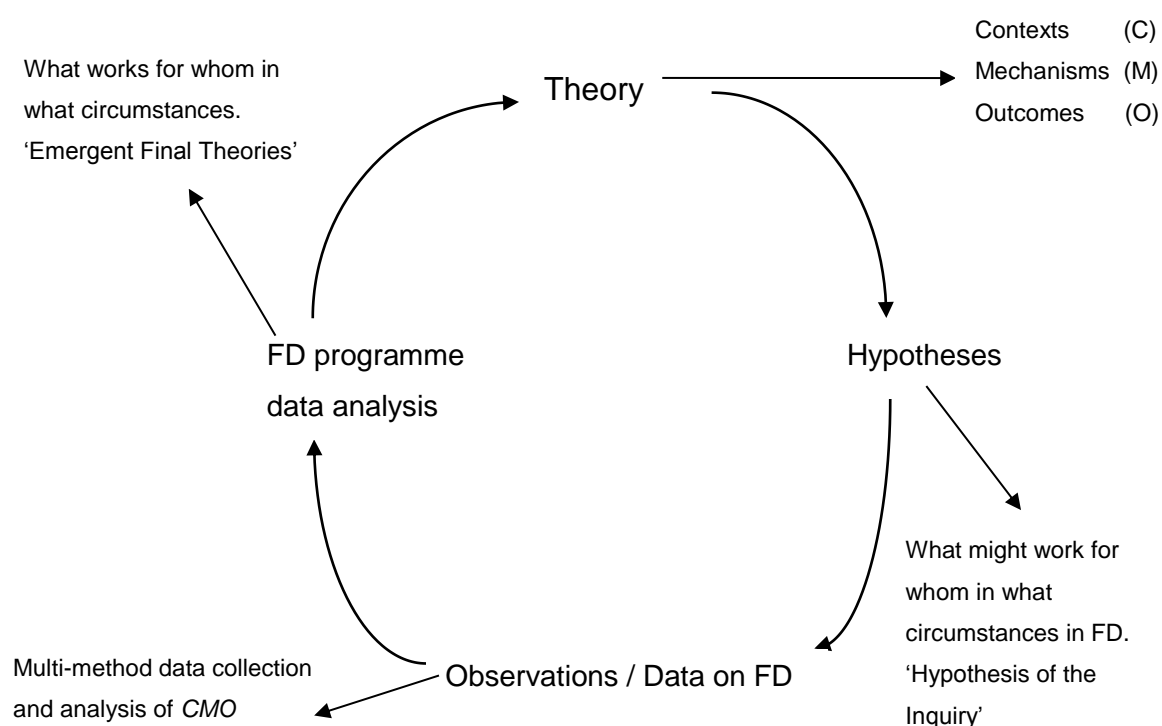 Contexts (C)
Mechanisms (M)
Outcomes (O)
What works for whom in
what circumstances.
‘Emergent Final Theories’
Theory
FD programme
data analysis
Hypotheses
What might work for
whom in what
circumstances in FD.
‘Hypothesis of the
Inquiry’
Observations / Data on FD
Multi-method data collection
and analysis of CMO